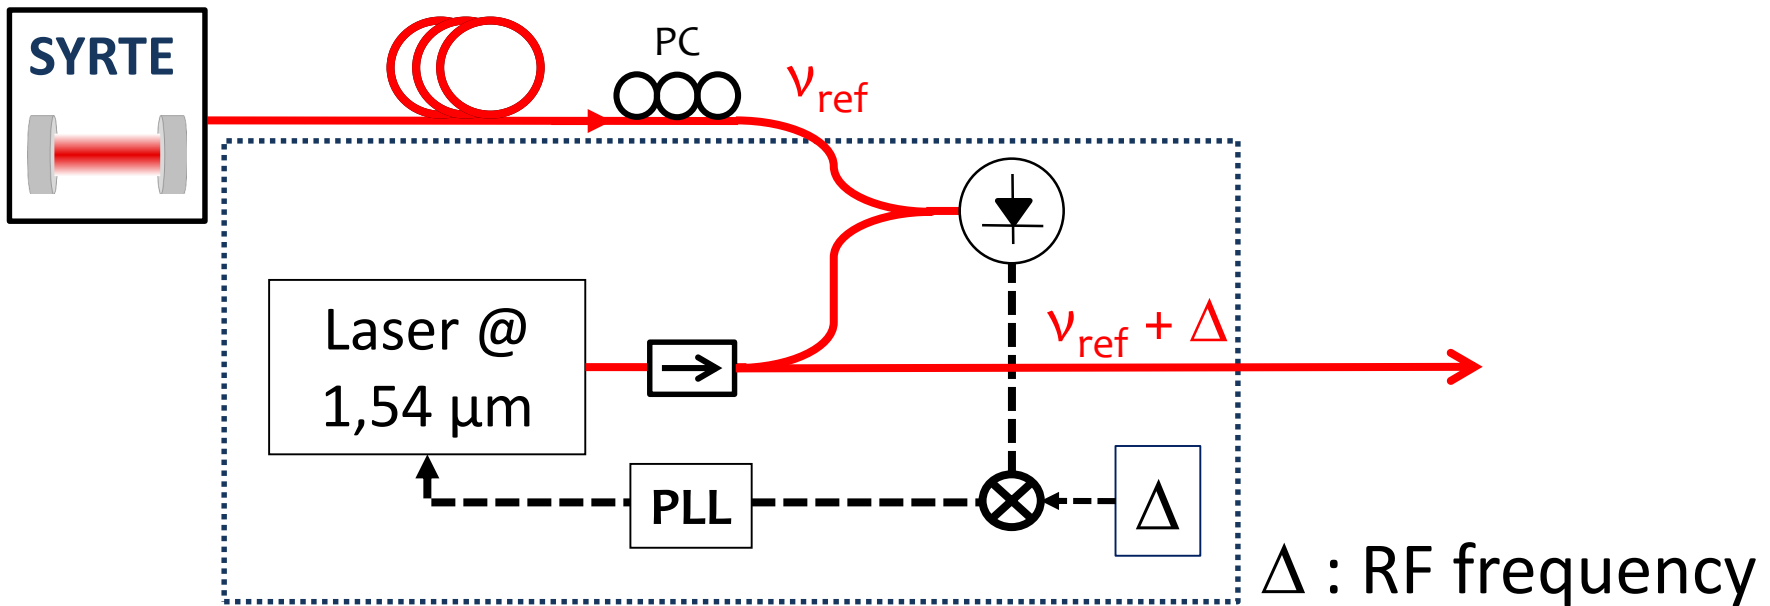 SYRTE
PC
νref
Laser @
1,54 µm
νref + Δ
PLL
Δ
Δ : RF frequency